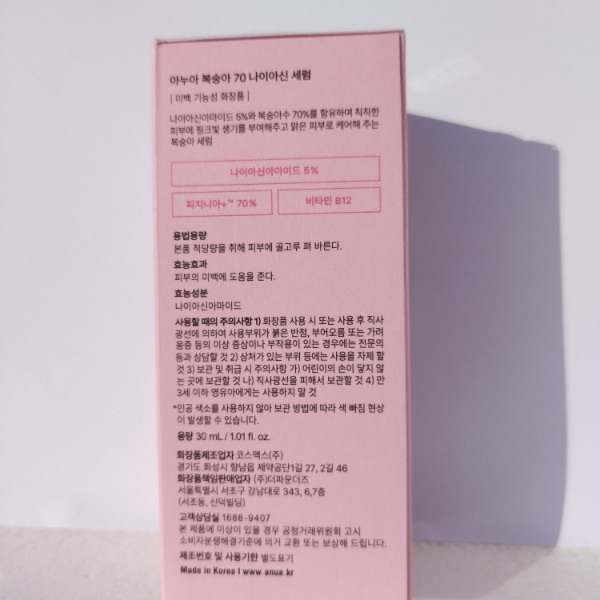 아누아 복숭아 70 나이아신 세럼
| 미백 기능성 화장품 |
나이아신아마이드 5%와 복숭아수 70%를 함유하여 칙칙한
피부에 핑크빛 생기를 부여해주고 맑은 피부로 케어해 주는
복숭아 세럼
나이아신아마이드 5%
피치니아+™ 70%
비타민 B12
용법용량
본품 적당량을 취해 피부에 골고루 펴 바른다.
효능효과
피부의 미백에 도움을 준다.
효능성분
나이아신아마이드
사용할 때의 주의사항 1) 화장품 사용 시 또는 사용 후 직사
광선에 의하여 사용부위가 붉은 반점, 부어오름 또는 가려
움증 등의 이상 증상이나 부작용이 있는 경우에는 전문의
등과 상담할 것 2) 상처가 있는 부위 등에는 사용을 자제 할
것 3) 보관 및 취급 시 주의사항 가) 어린이의 손이 닿지 않
는 곳에 보관할 것 나) 직사광선을 피해서 보관할 것 4) 만
3세 이하 영유아에게는 사용하지 말 것
*인공 색소를 사용하지 않아 보관 방법에 따라 색 빠짐 현상
이 발생할 수 있습니다.
용량 30 mL / 1.01 fl. oz.
화장품제조업자 코스맥스(주)
경기도 화성시 향남읍 제약공단1길 27, 2길 46
화장품책임판매업자 (주)더파운더즈
서울특별시 서초구 강남대로 343, 6,7층
(서초동, 신덕빌딩)
고객상담실 1688-9407
본 제품에 이상이 있을 경우 공정거래위원회 고시
소비자분쟁해결기준에 의거 교환 또는 보상해 드립니다.
제조번호 및 사용기한 별도표기
Made in Korea l www.anua.kr